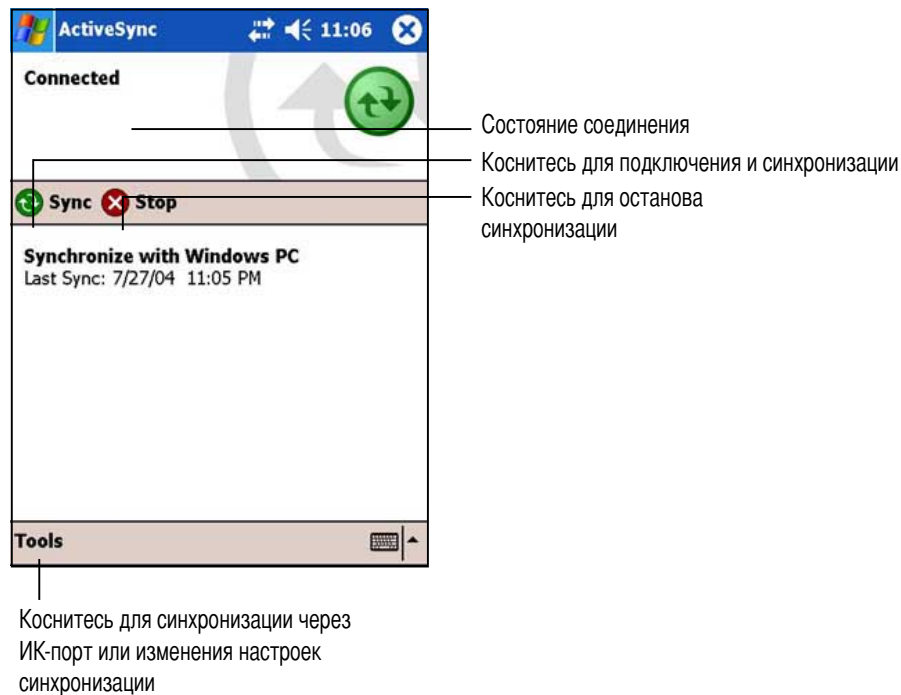 ActiveSync 11:06
Connected
Состояние соединения
Коснитесь для подключения и синхронизации
Sync Stop
Коснитесь для останова
синхронизации
Synchronize with Windows PC
Last Sync: 7/27/04 11:05 PM
Tools
Коснитесь для синхронизации через
ИК-порт или изменения настроек
синхронизации